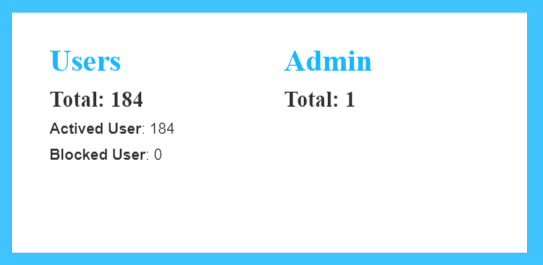 Users
Total: 184
Actived User: 184
Blocked User: 0
Admin
Total: 1